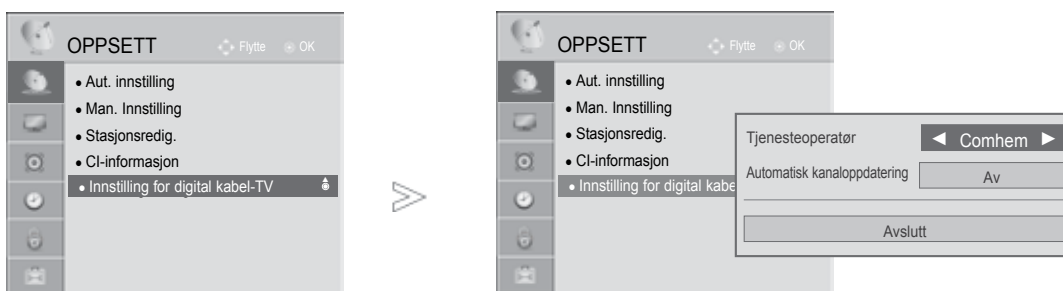 OPPSETT Flytte OK
• Aut. innstilling
• Man. Innstilling
• Stasjonsredig.
• CI-informasjon
• Innstilling for digital kabel-TV
OPPSETT Flytte OK
• Aut. innstilling
• Man. Innstilling
• Stasjonsredig.
• CI-informasjon
• Innstilling for digital kabe
Tjenesteoperatør ◄ Comhem ►
Automatisk kanaloppdatering Av
Avslutt